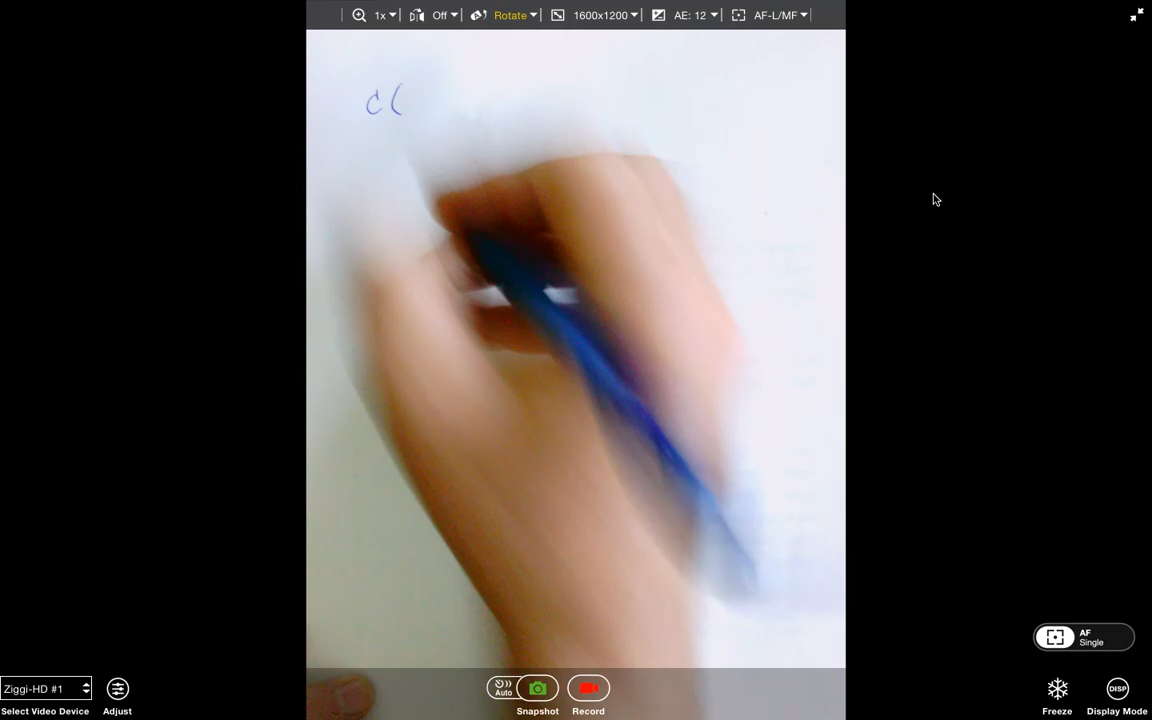 1x Off Rotate 1600x1200 AE: 12 AF-L/MF
c(
AF
Single
Ziggi-HD #1
Auto
Select Video Device Adjust Snapshot Record Freeze Display Mode
DISP